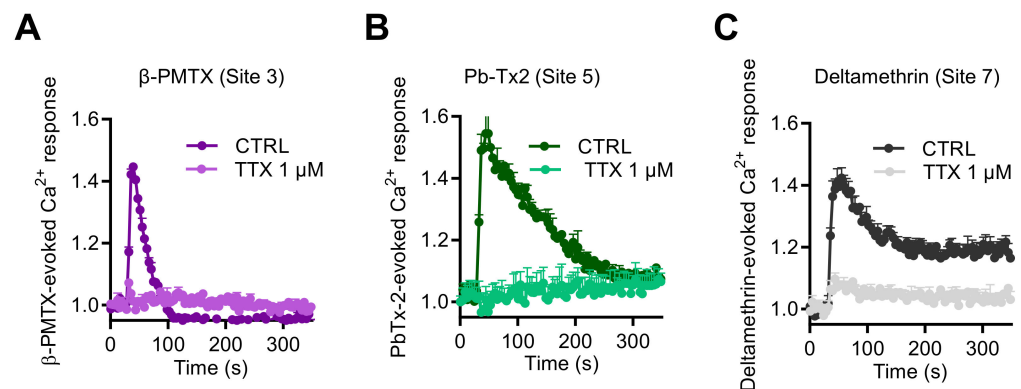 A
β-PMTX (Site 3)
β-PMTX-evoked Ca²⁺ response
1.6
1.4
1.2
1.0
CTRL
TTX 1 μM
0 100 200 300
Time (s)
B
Pb-Tx2 (Site 5)
PbTx-2-evoked Ca²⁺ response
1.6
1.4
1.2
1.0
CTRL
TTX 1 μM
0 100 200 300
Time (s)
C
Deltamethrin (Site 7)
Deltamethrin-evoked Ca²⁺ response
1.6
1.4
1.2
1.0
CTRL
TTX 1 μM
0 100 200 300
Time (s)